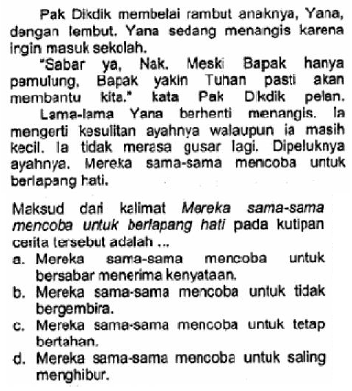 Pak Dikdik membelai rambut anaknya, Yana,
dengan lembut. Yana sedang menangis karena
irgin masuk sekolah.
"Sabar ya, Nak. Meski Bapak hanya
pemulung, Bapak yakin Tuhan pasti akan
membantu kita." kata Pak Dikdik pelan.
Lama-lama Yana berhenti menangis. Ia
mengerti kesulitan ayahnya walaupun ia masih
kecil. Ia tidak merasa gusar lagi. Dipeluknya
ayahnya. Mereka sama-sama mencoba untuk
berlapang hati.
Maksud dari kalimat Mereka sama-sama
mencoba untuk berlapang hati pada kutipan
cerita tersebut adalah ...
a. Mereka sama-sama mencoba untuk
bersabar menerima kenyataan.
b. Mereka sama-sama mencoba untuk tidak
bergembira.
c. Mereka sama-sama mencoba untuk tetap
bertahan.
d. Mereka sama-sama mencoba untuk saling
menghibur.